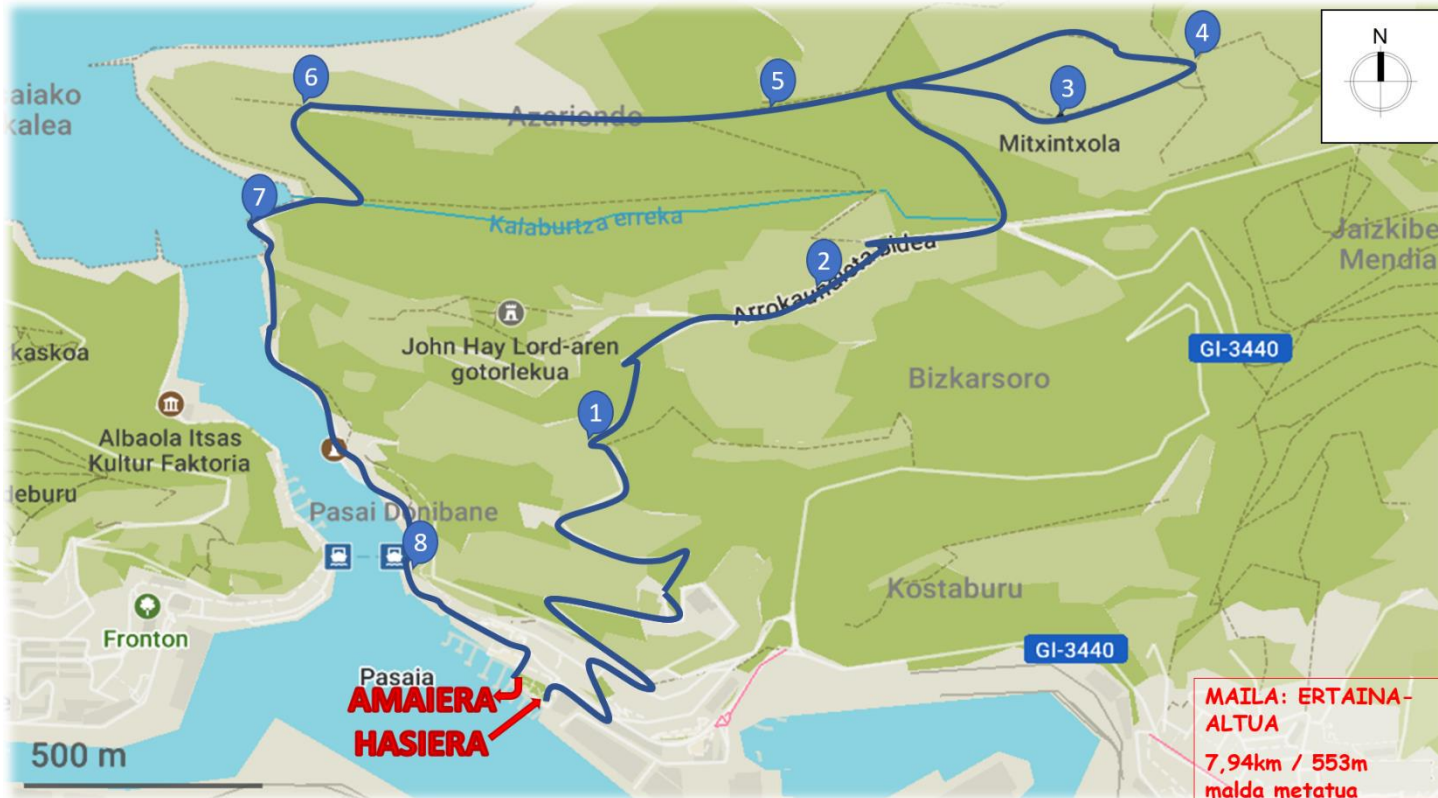 N
4
6
5
aiako
kalea
Azariondo
3
Mitxintxola
7
Kalaburtza erreka
Jaizkibe
Mendia
2
Arrokaundieta bidea
John Hay Lord-aren
gotorlekua
kaskoa
GI-3440
Bizkarsoro
1
Albaola Itsas
Kultur Faktoria
deburu
Pasai Donibane
8
Kostaburu
Fronton
GI-3440
Pasaia
AMAIERA
HASIERA
500 m
MAILA: ERTAINA-
ALTUA
7,94km / 553m
malda metatua